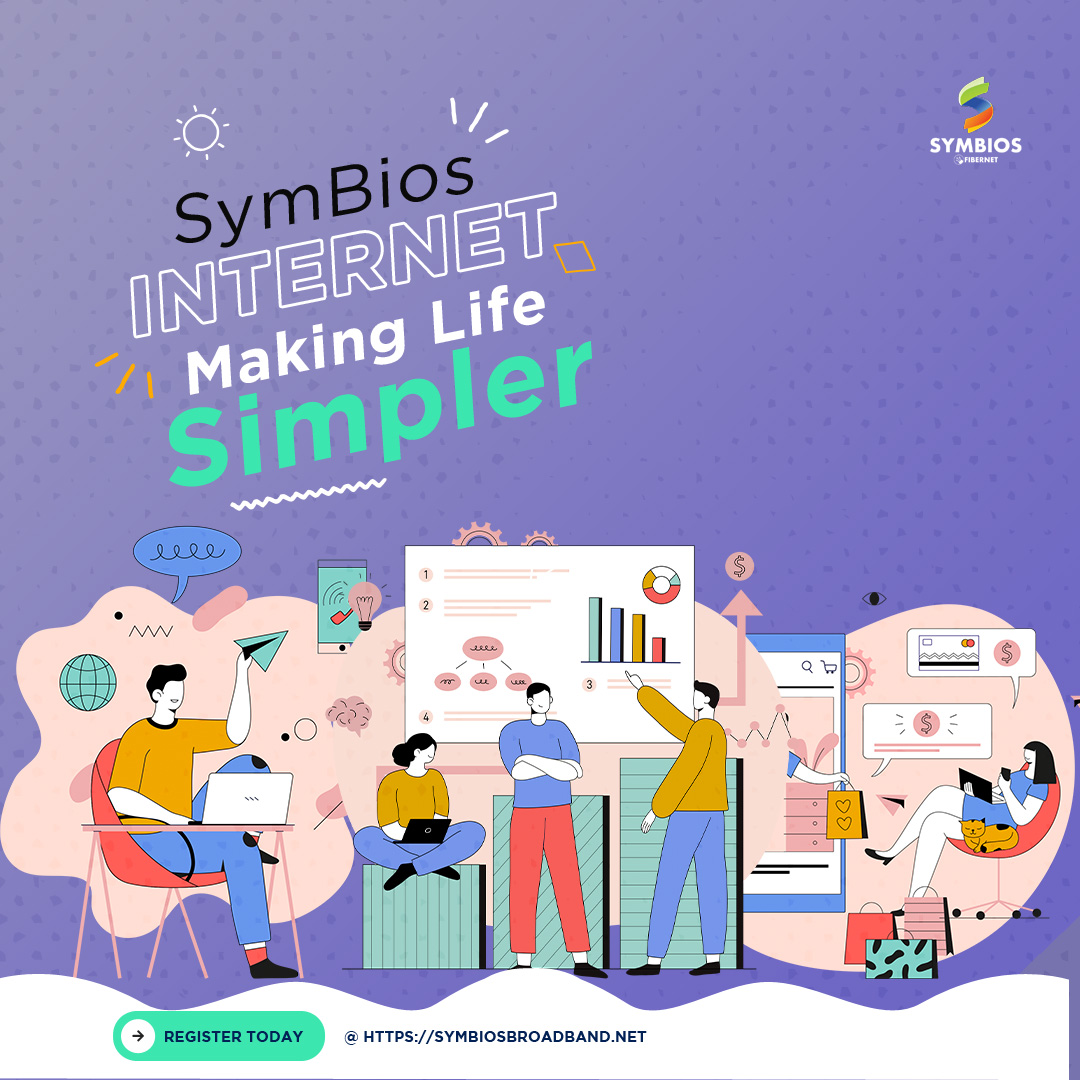 SymBios
INTERNET
Making Life
Simpler
SYMBIOS
FIBERNET
1
2
3
4
$
$
$
REGISTER TODAY
@ HTTPS://SYMBIOSBROADBAND.NET